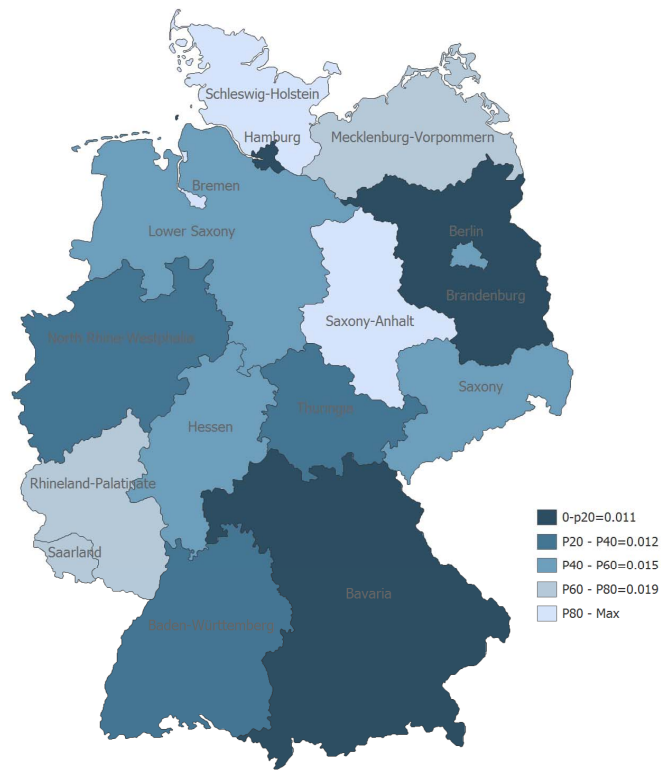 Schleswig-Holstein
Hamburg
Mecklenburg-Vorpommern
Bremen
Lower Saxony
Berlin
Brandenburg
Saxony-Anhalt
North Rhine-Westphalia
Saxony
Thuringia
Hessen
Rhineland-Palatinate
Saarland
Bavaria
Baden-Württemberg
0-p20=0.011
P20 - P40=0.012
P40 - P60=0.015
P60 - P80=0.019
P80 - Max